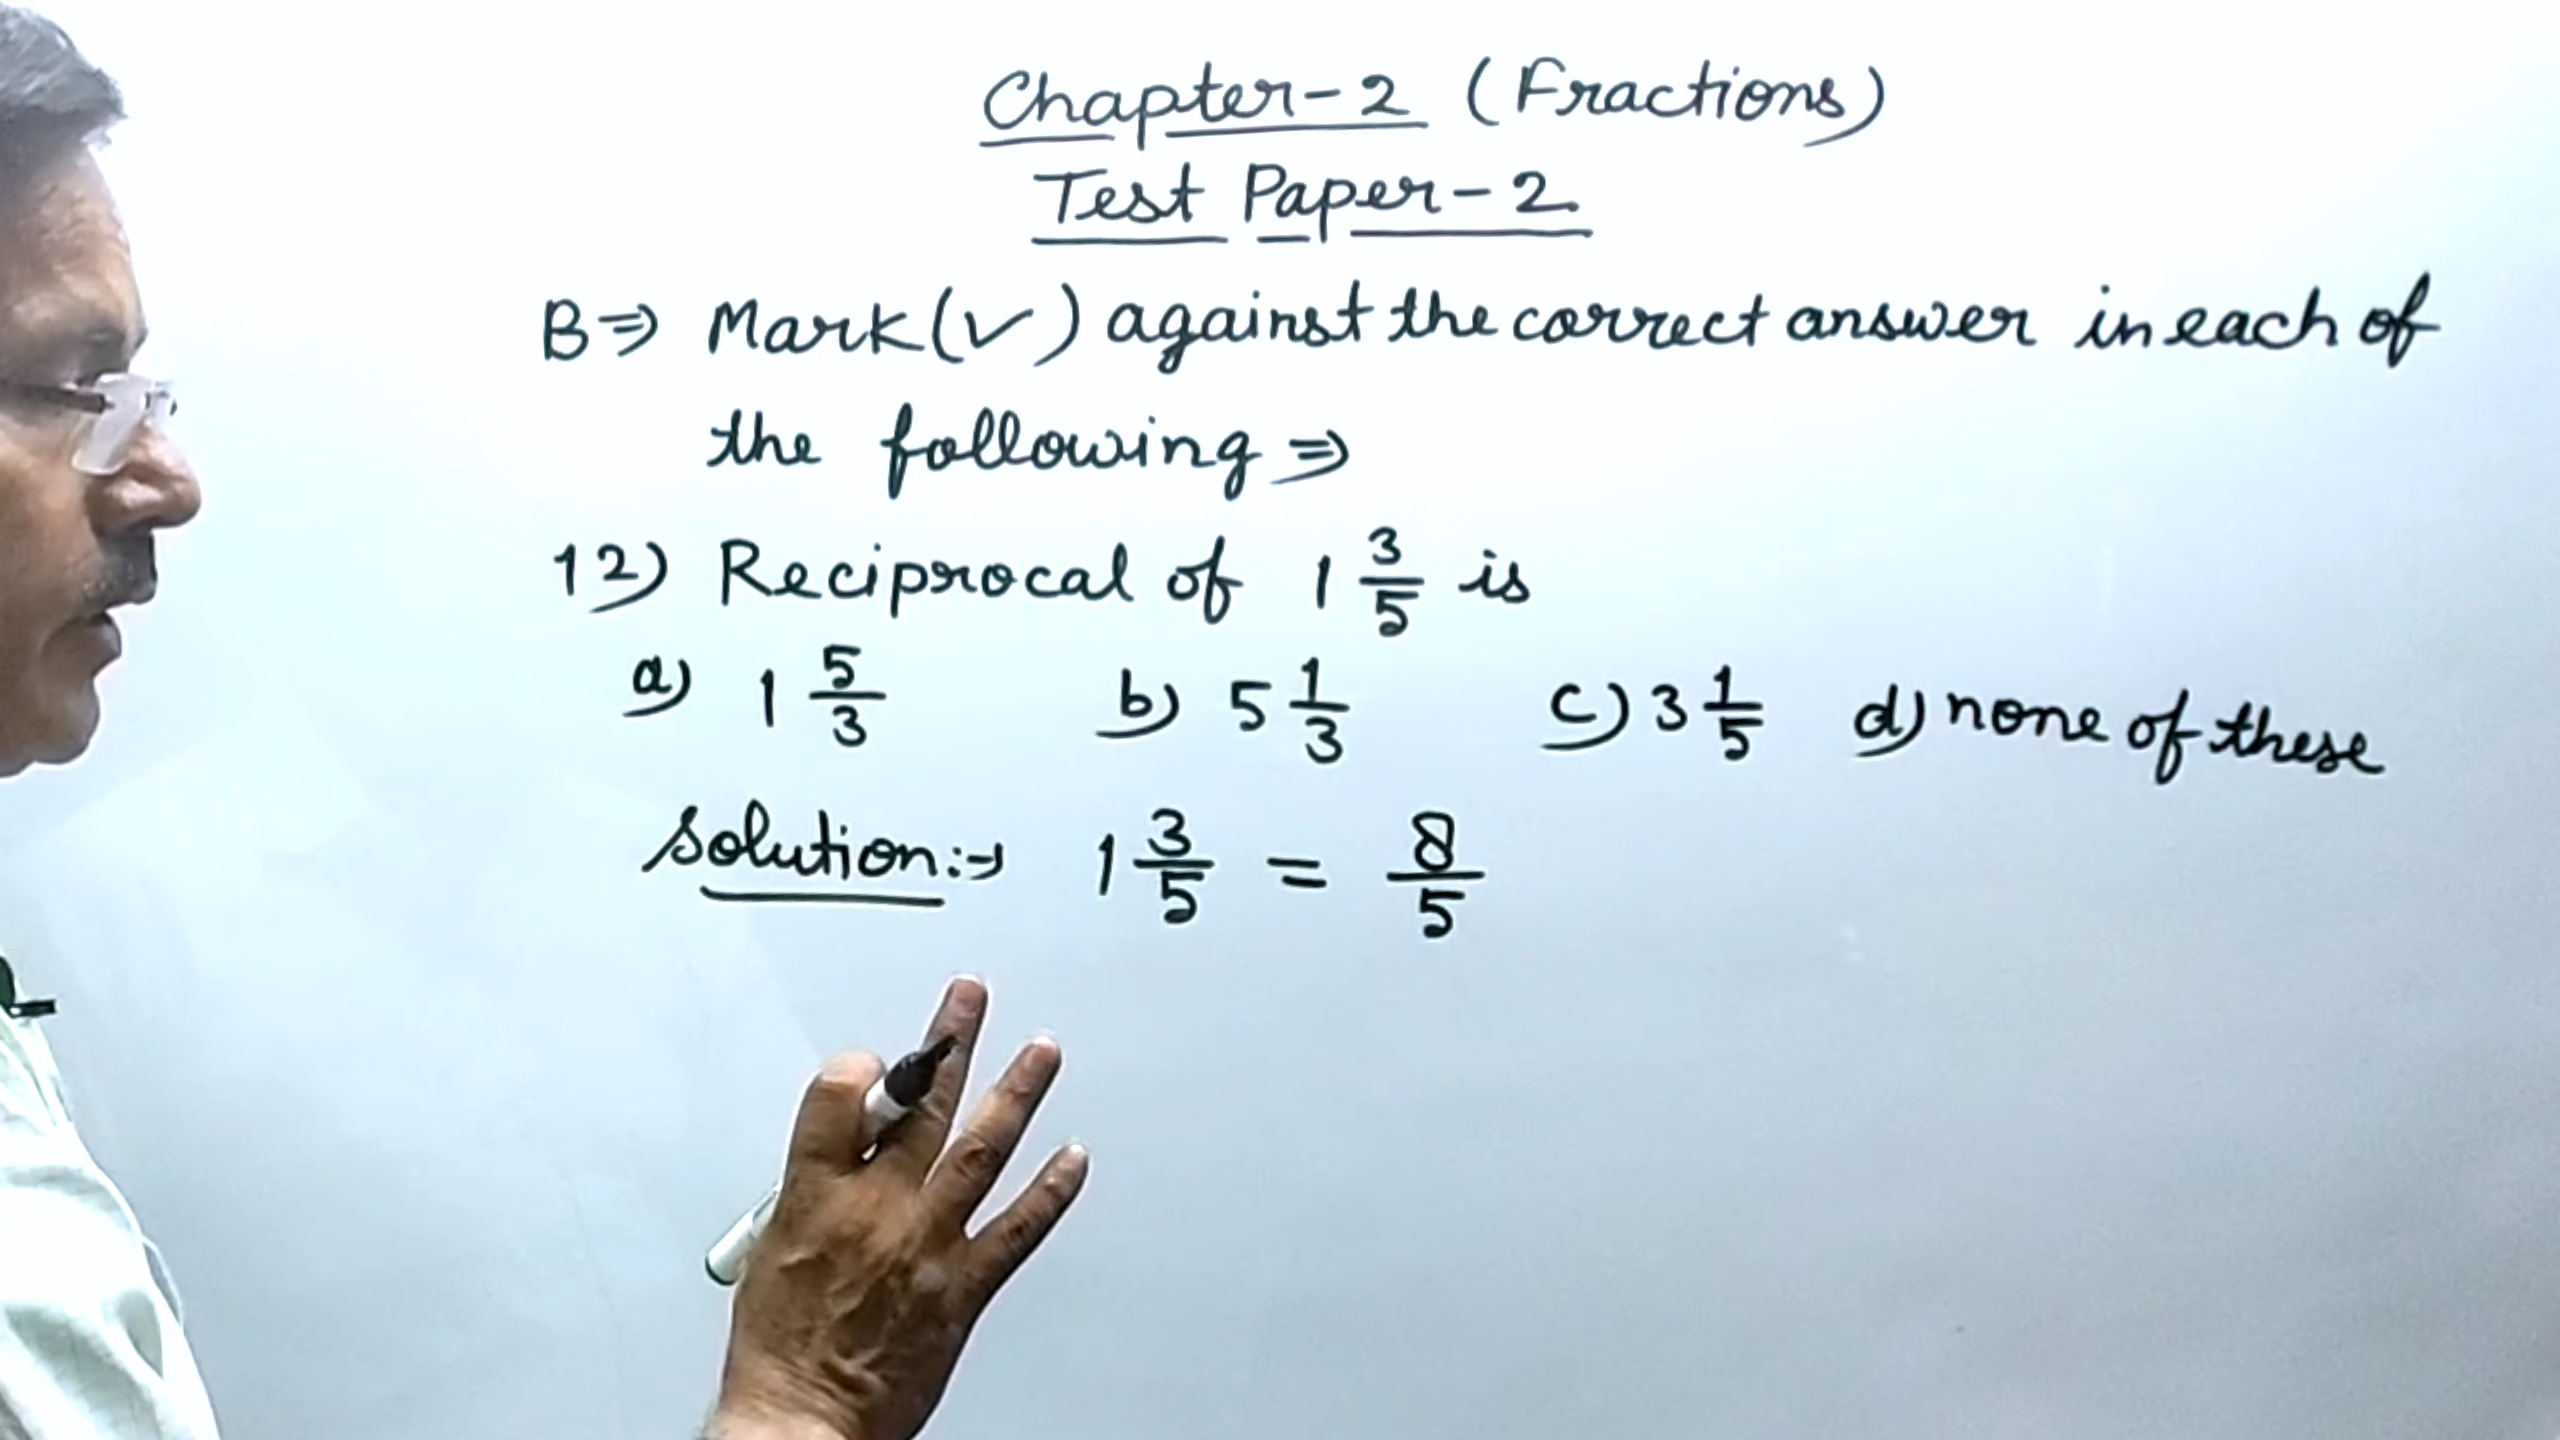 Chapter-2 (Fractions)
Test Paper-2
B⇒ Mark(✓) against the correct answer in each of
the following ⇒
12) Reciprocal of 1 3/5 is
a) 1 5/3 b) 5 1/3 c) 3 1/5 d) none of these
Solution:→ 1 3/5 = 8/5